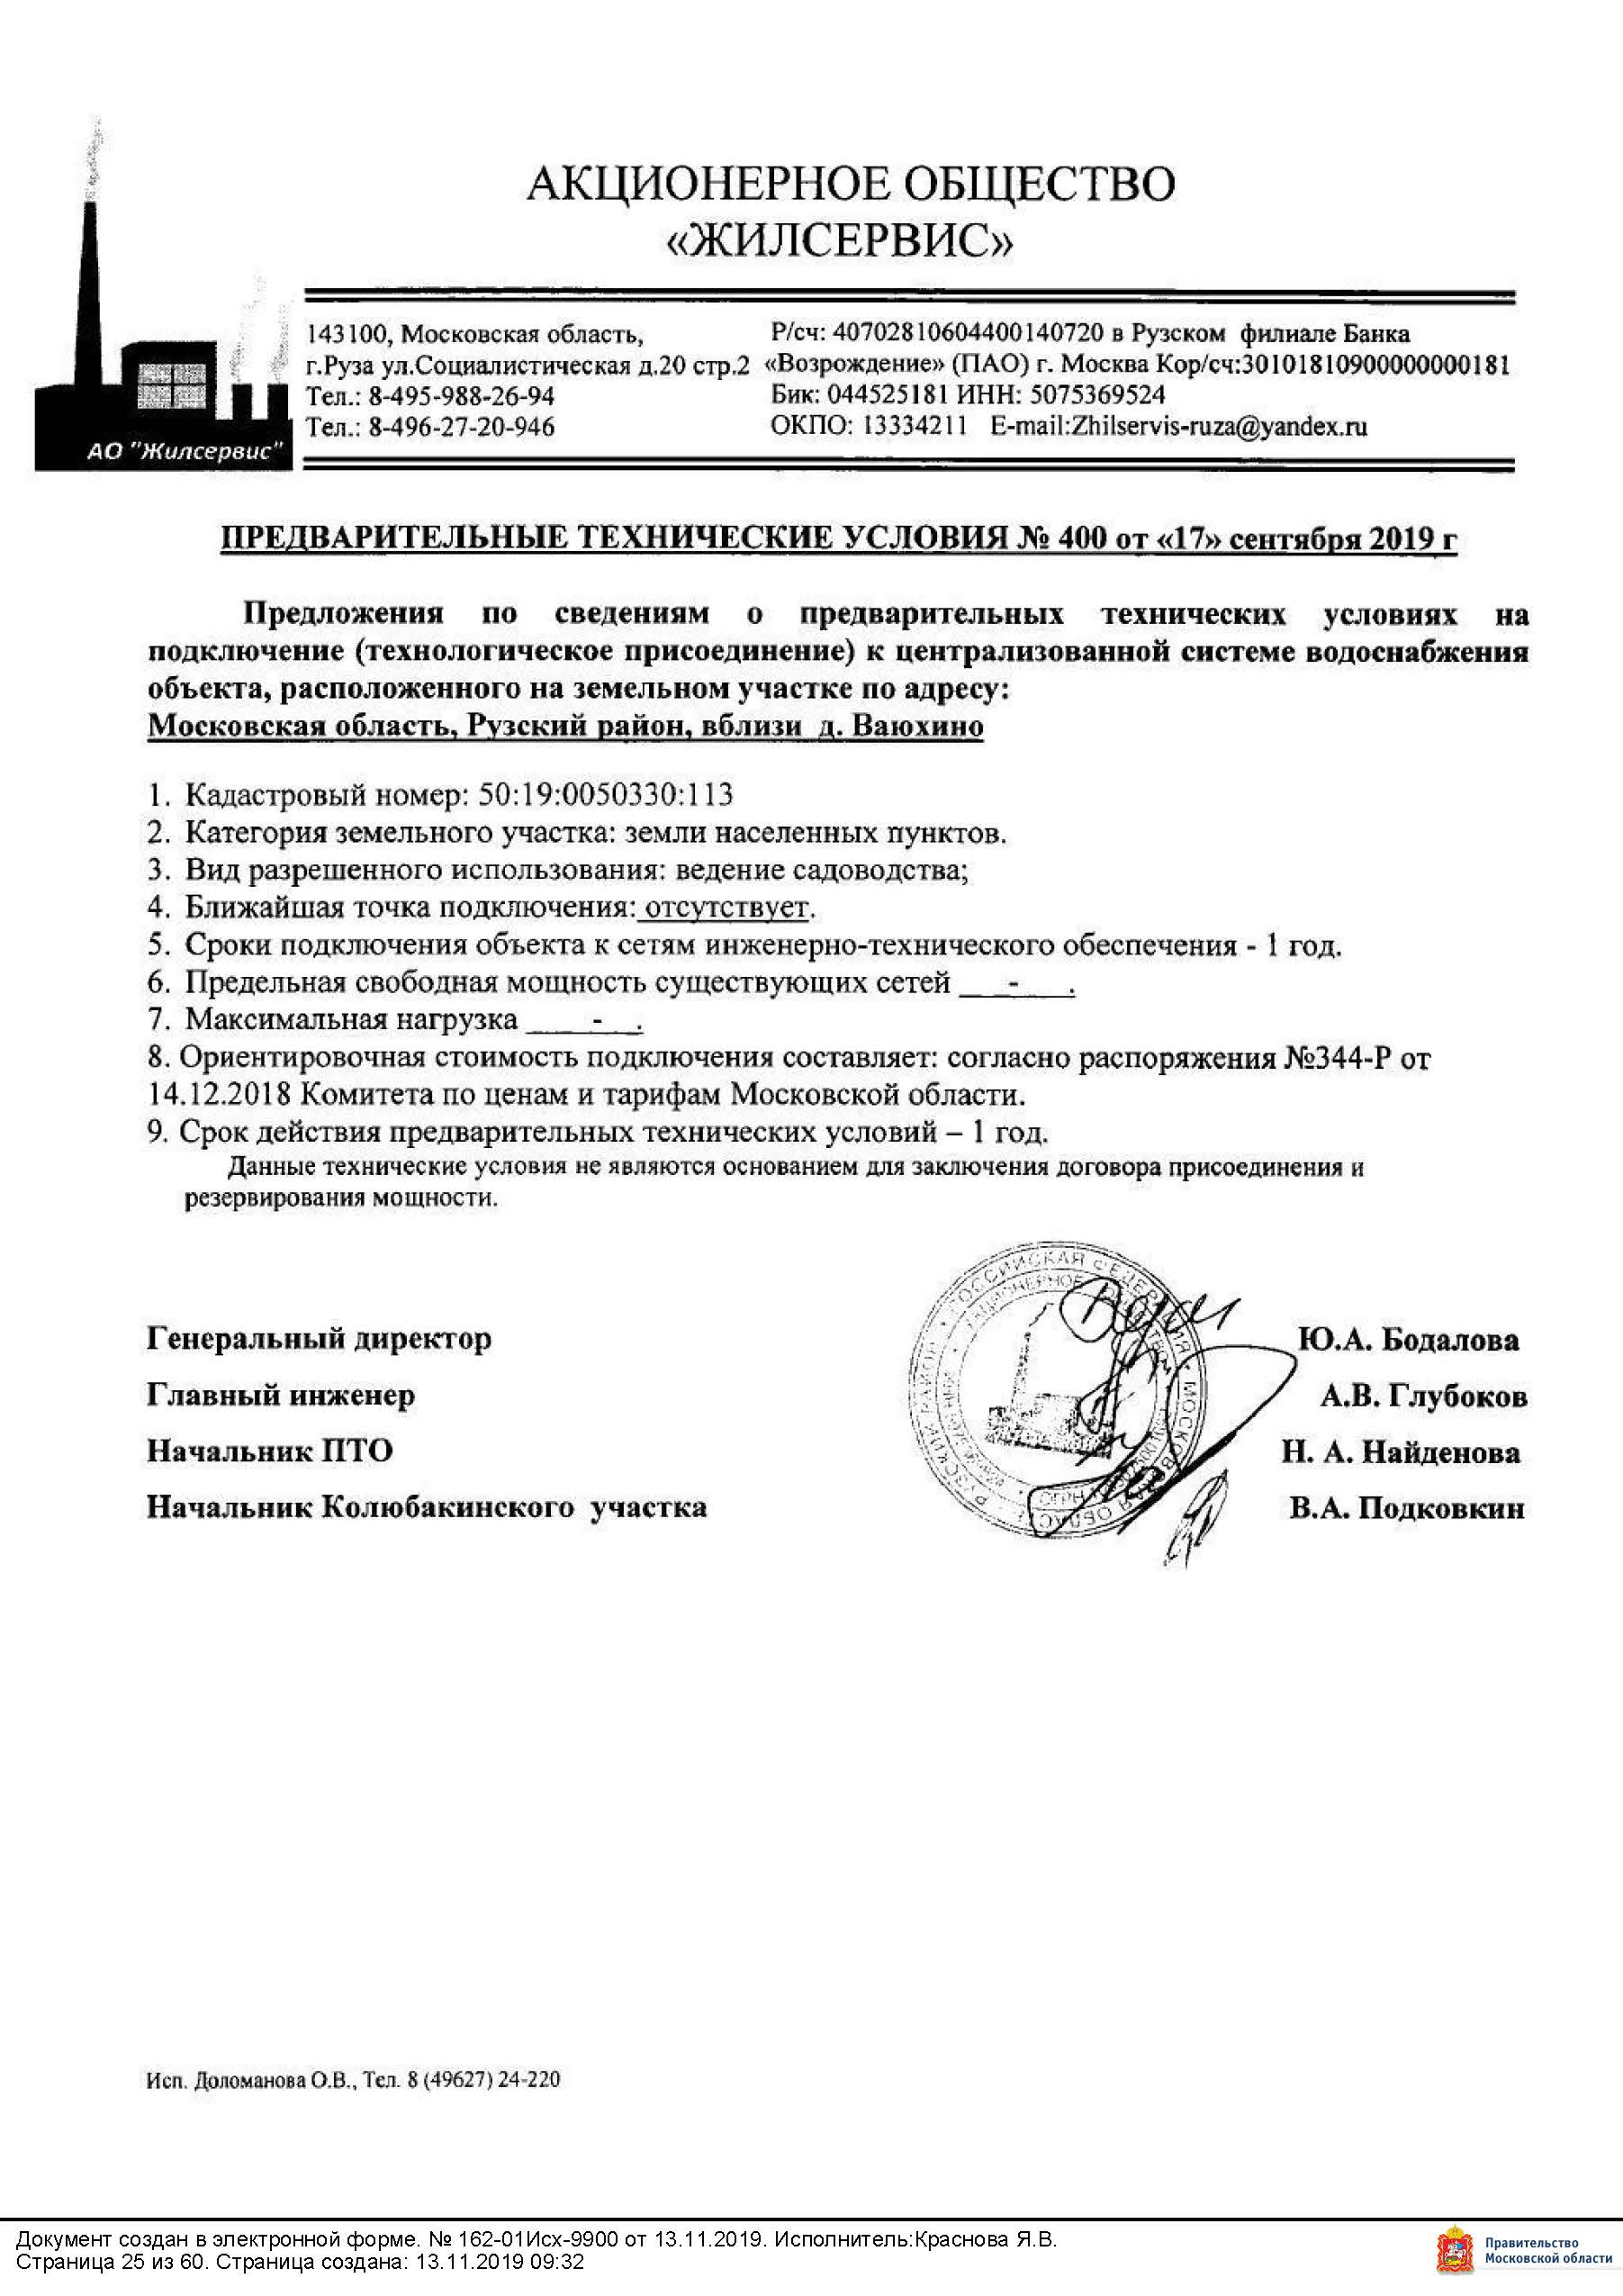 АКЦИОНЕРНОЕ ОБЩЕСТВО
«ЖИЛСЕРВИС»
АО "Жилсервис"
143100, Московская область,
г.Руза ул.Социалистическая д.20 стр.2
Тел.: 8-495-988-26-94
Тел.: 8-496-27-20-946
Р/сч: 40702810604400140720 в Рузском филиале Банка
«Возрождение» (ПАО) г. Москва Кор/сч:30101810900000000181
Бик: 044525181 ИНН: 5075369524
ОКПО: 13334211 E-mail:Zhilservis-ruza@yandex.ru
ПРЕДВАРИТЕЛЬНЫЕ ТЕХНИЧЕСКИЕ УСЛОВИЯ № 400 от «17» сентября 2019 г
Предложения по сведениям о предварительных технических условиях на
подключение (технологическое присоединение) к централизованной системе водоснабжения
объекта, расположенного на земельном участке по адресу:
Московская область, Рузский район, вблизи д. Ваюхино
1. Кадастровый номер: 50:19:0050330:113
2. Категория земельного участка: земли населенных пунктов.
3. Вид разрешенного использования: ведение садоводства;
4. Ближайшая точка подключения: отсутствует.
5. Сроки подключения объекта к сетям инженерно-технического обеспечения - 1 год.
6. Предельная свободная мощность существующих сетей ___-___.
7. Максимальная нагрузка ___-___.
8. Ориентировочная стоимость подключения составляет: согласно распоряжения №344-Р от
14.12.2018 Комитета по ценам и тарифам Московской области.
9. Срок действия предварительных технических условий – 1 год.
Данные технические условия не являются основанием для заключения договора присоединения и
резервирования мощности.
Генеральный директор Ю.А. Бодалова
Главный инженер А.В. Глубоков
Начальник ПТО Н. А. Найденова
Начальник Колюбакинского участка В.А. Подковкин
РОССИЙСКАЯ ФЕДЕРАЦИЯ МОСКОВСКАЯ ОБЛАСТЬ
Исп. Доломанова О.В., Тел. 8 (49627) 24-220
Документ создан в электронной форме. № 162-01Исх-9900 от 13.11.2019. Исполнитель:Краснова Я.В.
Страница 25 из 60. Страница создана: 13.11.2019 09:32
Правительство
Московской области